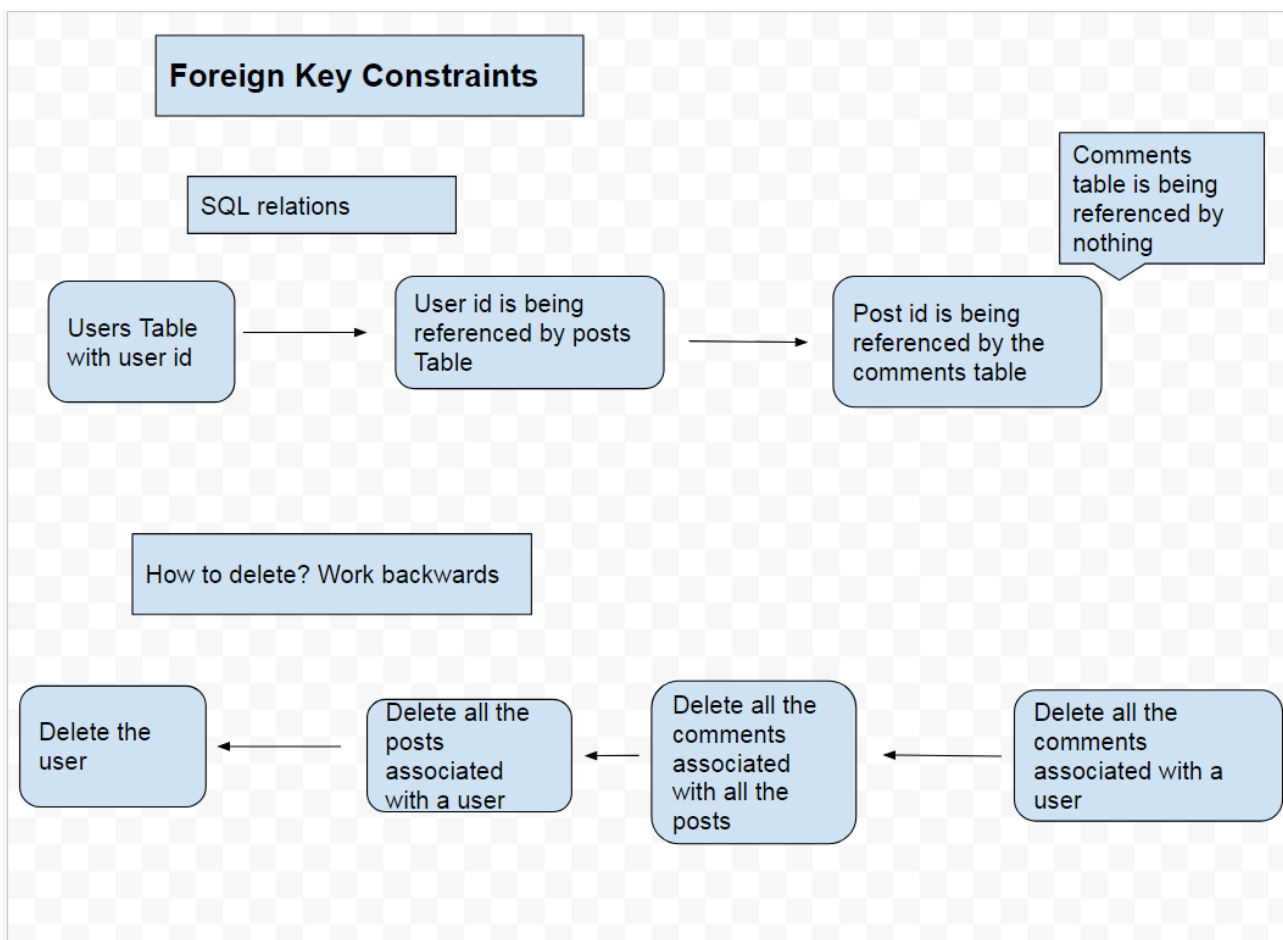 Foreign Key Constraints
SQL relations
Comments
table is being
referenced by
nothing
Users Table
with user id
User id is being
referenced by posts
Table
Post id is being
referenced by the
comments table
How to delete? Work backwards
Delete the
user
Delete all the
posts
associated
with a user
Delete all the
comments
associated
with all the
posts
Delete all the
comments
associated with a
user